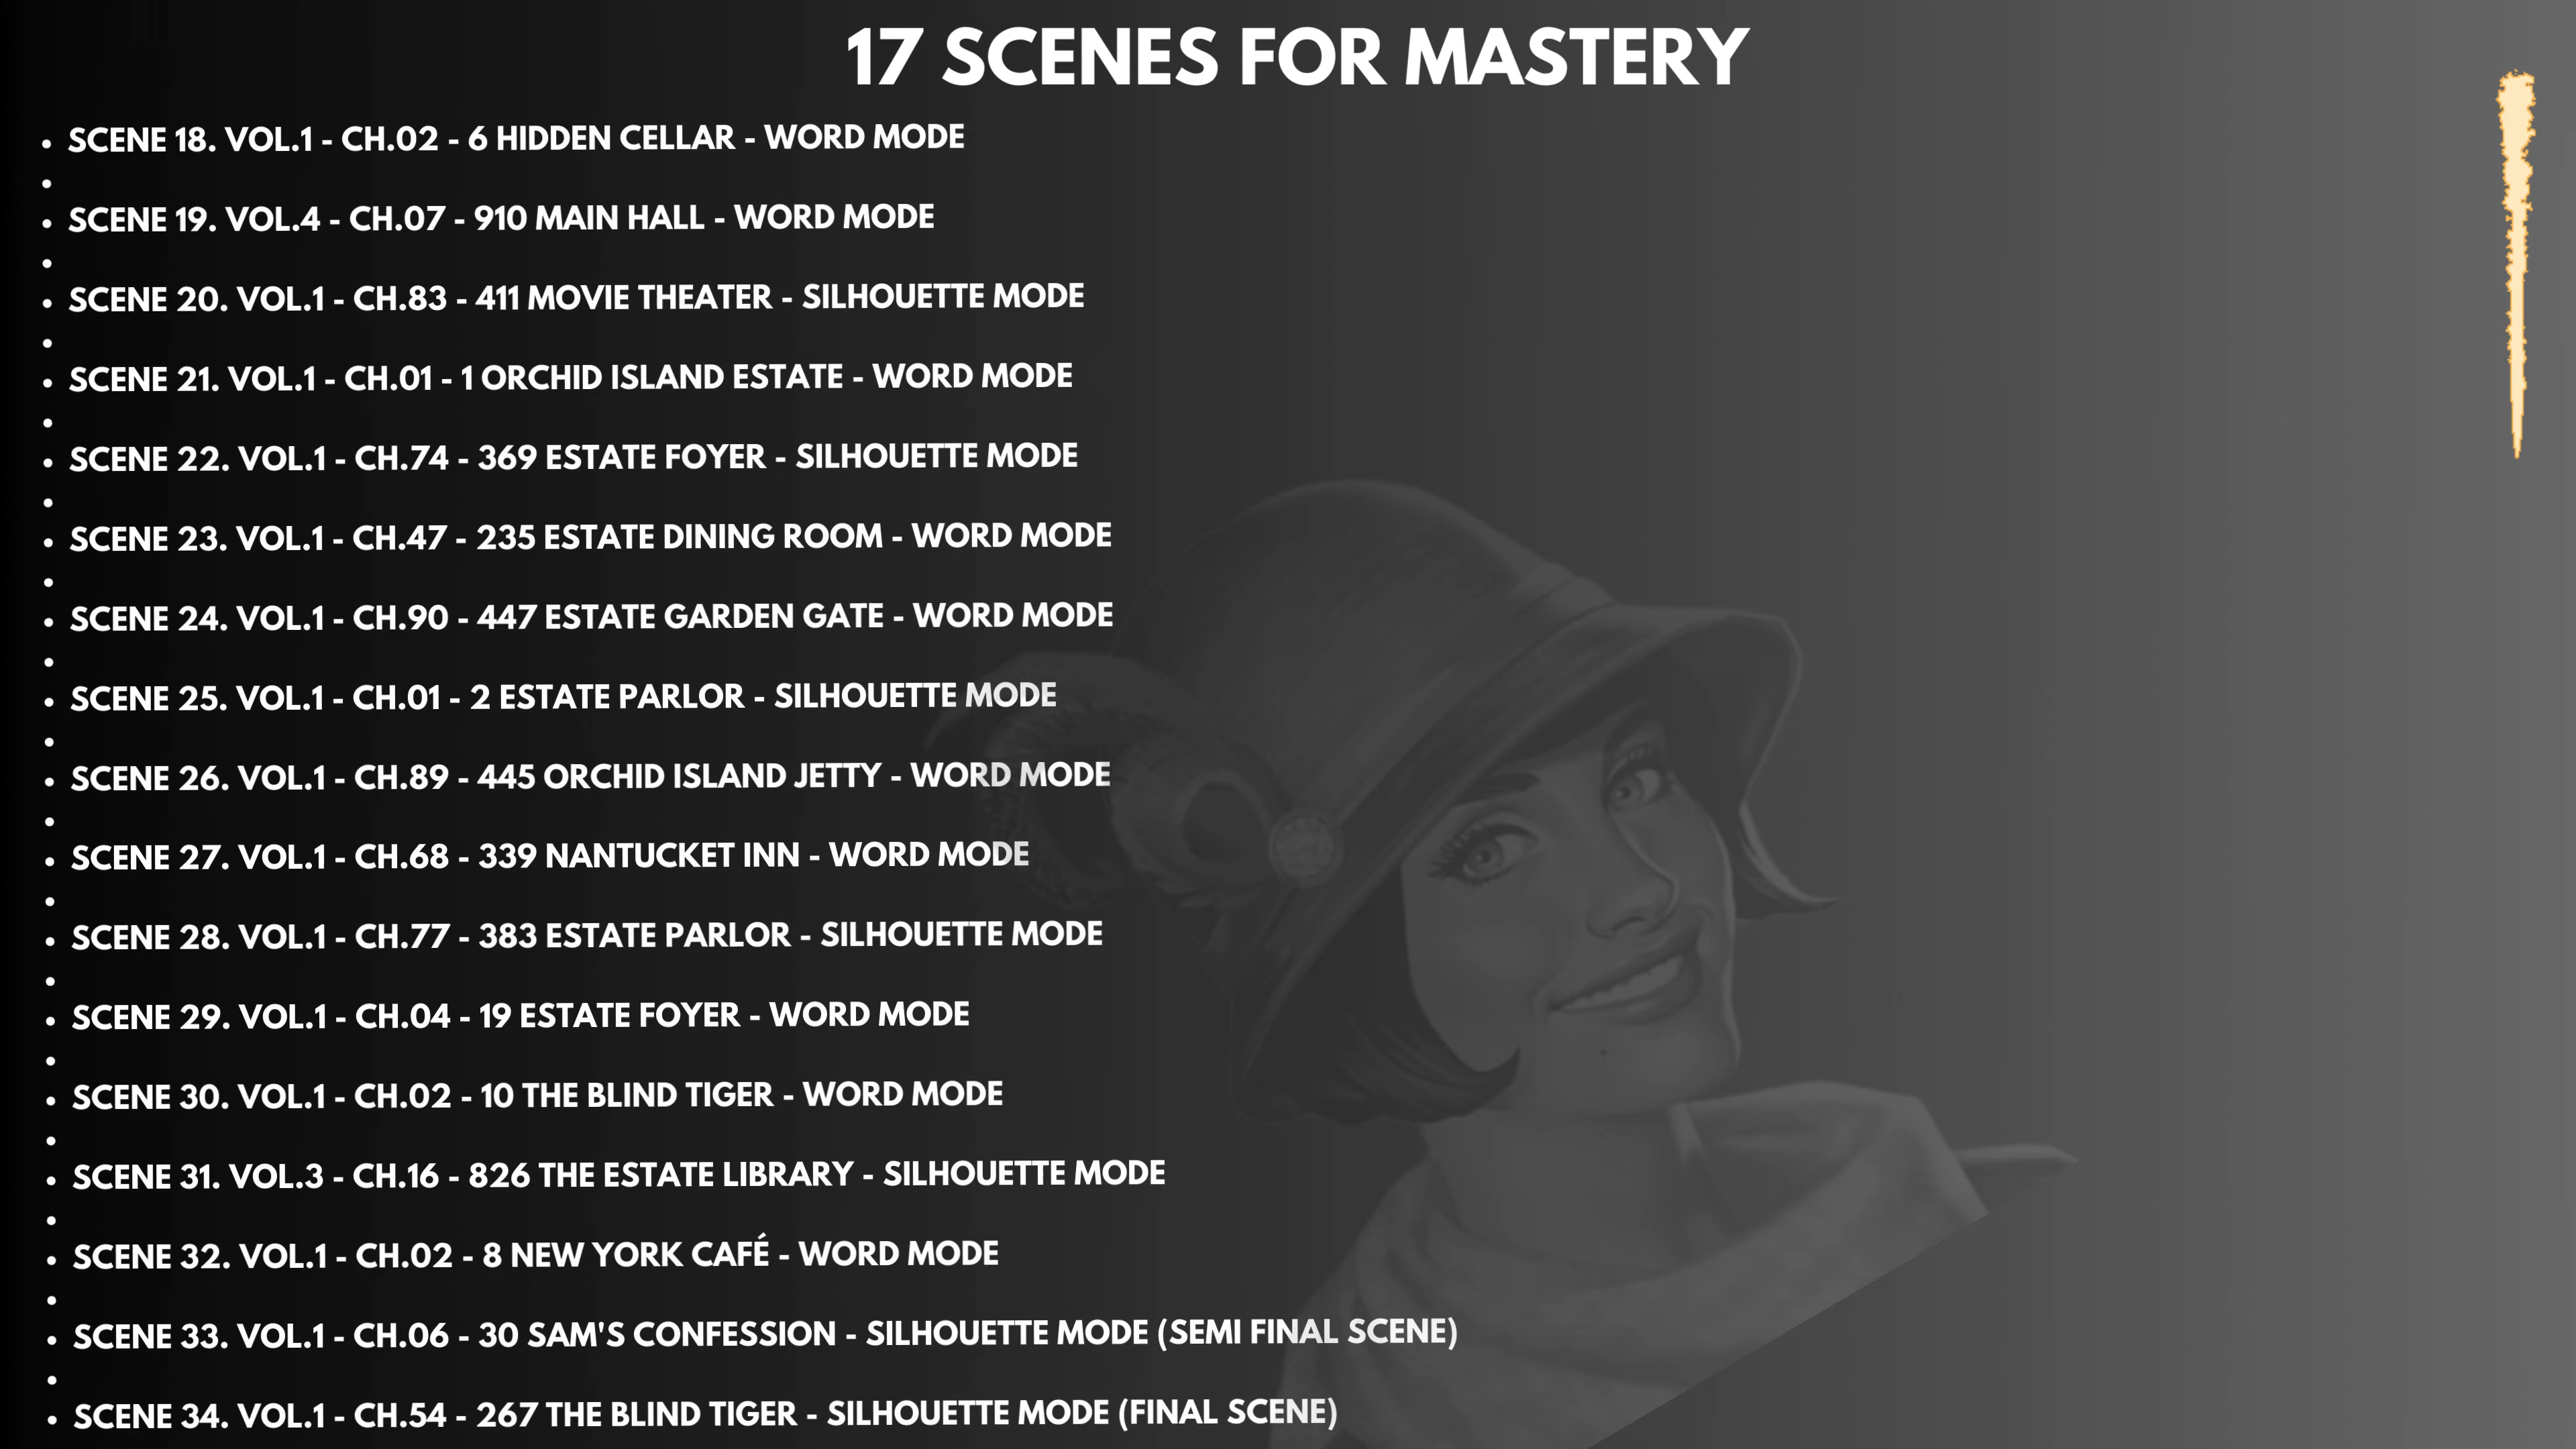 17 SCENES FOR MASTERY
• SCENE 18. VOL.1 - CH.02 - 6 HIDDEN CELLAR - WORD MODE
•
• SCENE 19. VOL.4 - CH.07 - 910 MAIN HALL - WORD MODE
•
• SCENE 20. VOL.1 - CH.83 - 411 MOVIE THEATER - SILHOUETTE MODE
•
• SCENE 21. VOL.1 - CH.01 - 1 ORCHID ISLAND ESTATE - WORD MODE
•
• SCENE 22. VOL.1 - CH.74 - 369 ESTATE FOYER - SILHOUETTE MODE
•
• SCENE 23. VOL.1 - CH.47 - 235 ESTATE DINING ROOM - WORD MODE
•
• SCENE 24. VOL.1 - CH.90 - 447 ESTATE GARDEN GATE - WORD MODE
•
• SCENE 25. VOL.1 - CH.01 - 2 ESTATE PARLOR - SILHOUETTE MODE
•
• SCENE 26. VOL.1 - CH.89 - 445 ORCHID ISLAND JETTY - WORD MODE
•
• SCENE 27. VOL.1 - CH.68 - 339 NANTUCKET INN - WORD MODE
•
• SCENE 28. VOL.1 - CH.77 - 383 ESTATE PARLOR - SILHOUETTE MODE
•
• SCENE 29. VOL.1 - CH.04 - 19 ESTATE FOYER - WORD MODE
•
• SCENE 30. VOL.1 - CH.02 - 10 THE BLIND TIGER - WORD MODE
•
• SCENE 31. VOL.3 - CH.16 - 826 THE ESTATE LIBRARY - SILHOUETTE MODE
•
• SCENE 32. VOL.1 - CH.02 - 8 NEW YORK CAFÉ - WORD MODE
•
• SCENE 33. VOL.1 - CH.06 - 30 SAM'S CONFESSION - SILHOUETTE MODE (SEMI FINAL SCENE)
•
• SCENE 34. VOL.1 - CH.54 - 267 THE BLIND TIGER - SILHOUETTE MODE (FINAL SCENE)